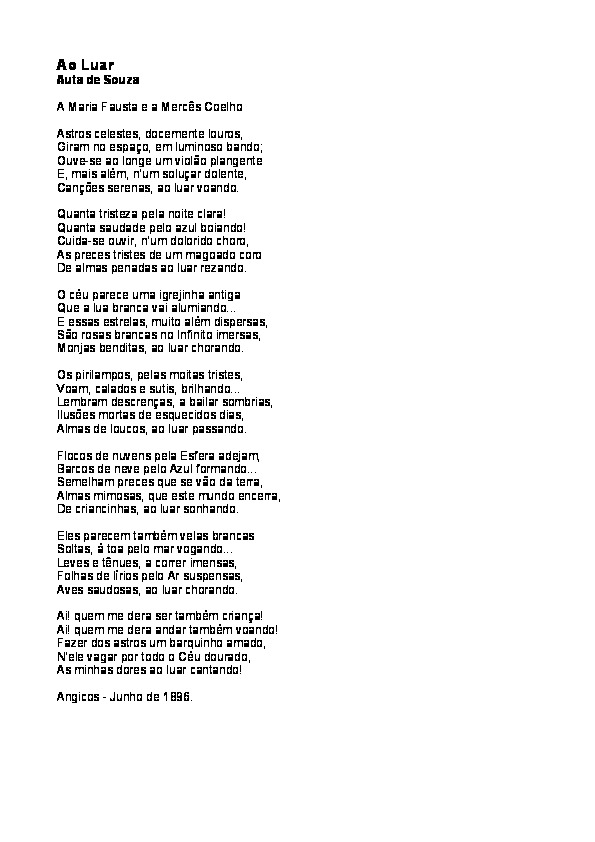 Ao Luar
Auta de Souza
A Maria Fausta e a Mercês Coelho
Astros celestes, docemente louros,
Giram no espaço, em luminoso bando;
Ouve-se ao longe um violão plangente
E, mais além, n'um soluçar dolente,
Canções serenas, ao luar voando.
Quanta tristeza pela noite clara!
Quanta saudade pelo azul boiando!
Cuida-se ouvir, n'um dolorido choro,
As preces tristes de um magoado coro
De almas penadas ao luar rezando.
O céu parece uma igrejinha antiga
Que a lua branca vai alumiando...
E essas estrelas, muito além dispersas,
São rosas brancas no Infinito imersas,
Monjas benditas, ao luar chorando.
Os pirilampos, pelas moitas tristes,
Voam, calados e sutis, brilhando...
Lembram descrenças, a bailar sombrias,
Ilusões mortas de esquecidos dias,
Almas de loucos, ao luar passando.
Flocos de nuvens pela Esfera adejam,
Barcos de neve pelo Azul formando...
Semelham preces que se vão da terra,
Almas mimosas, que este mundo encerra,
De criancinhas, ao luar sonhando.
Eles parecem também velas brancas
Soltas, á toa pelo mar vogando...
Leves e tênues, a correr imensas,
Folhas de lírios pelo Ar suspensas,
Aves saudosas, ao luar chorando.
Ai! quem me dera ser também criança!
Ai! quem me dera andar também voando!
Fazer dos astros um barquinho amado,
N'ele vagar por todo o Céu dourado,
As minhas dores ao luar cantando!
Angicos - Junho de 1896.